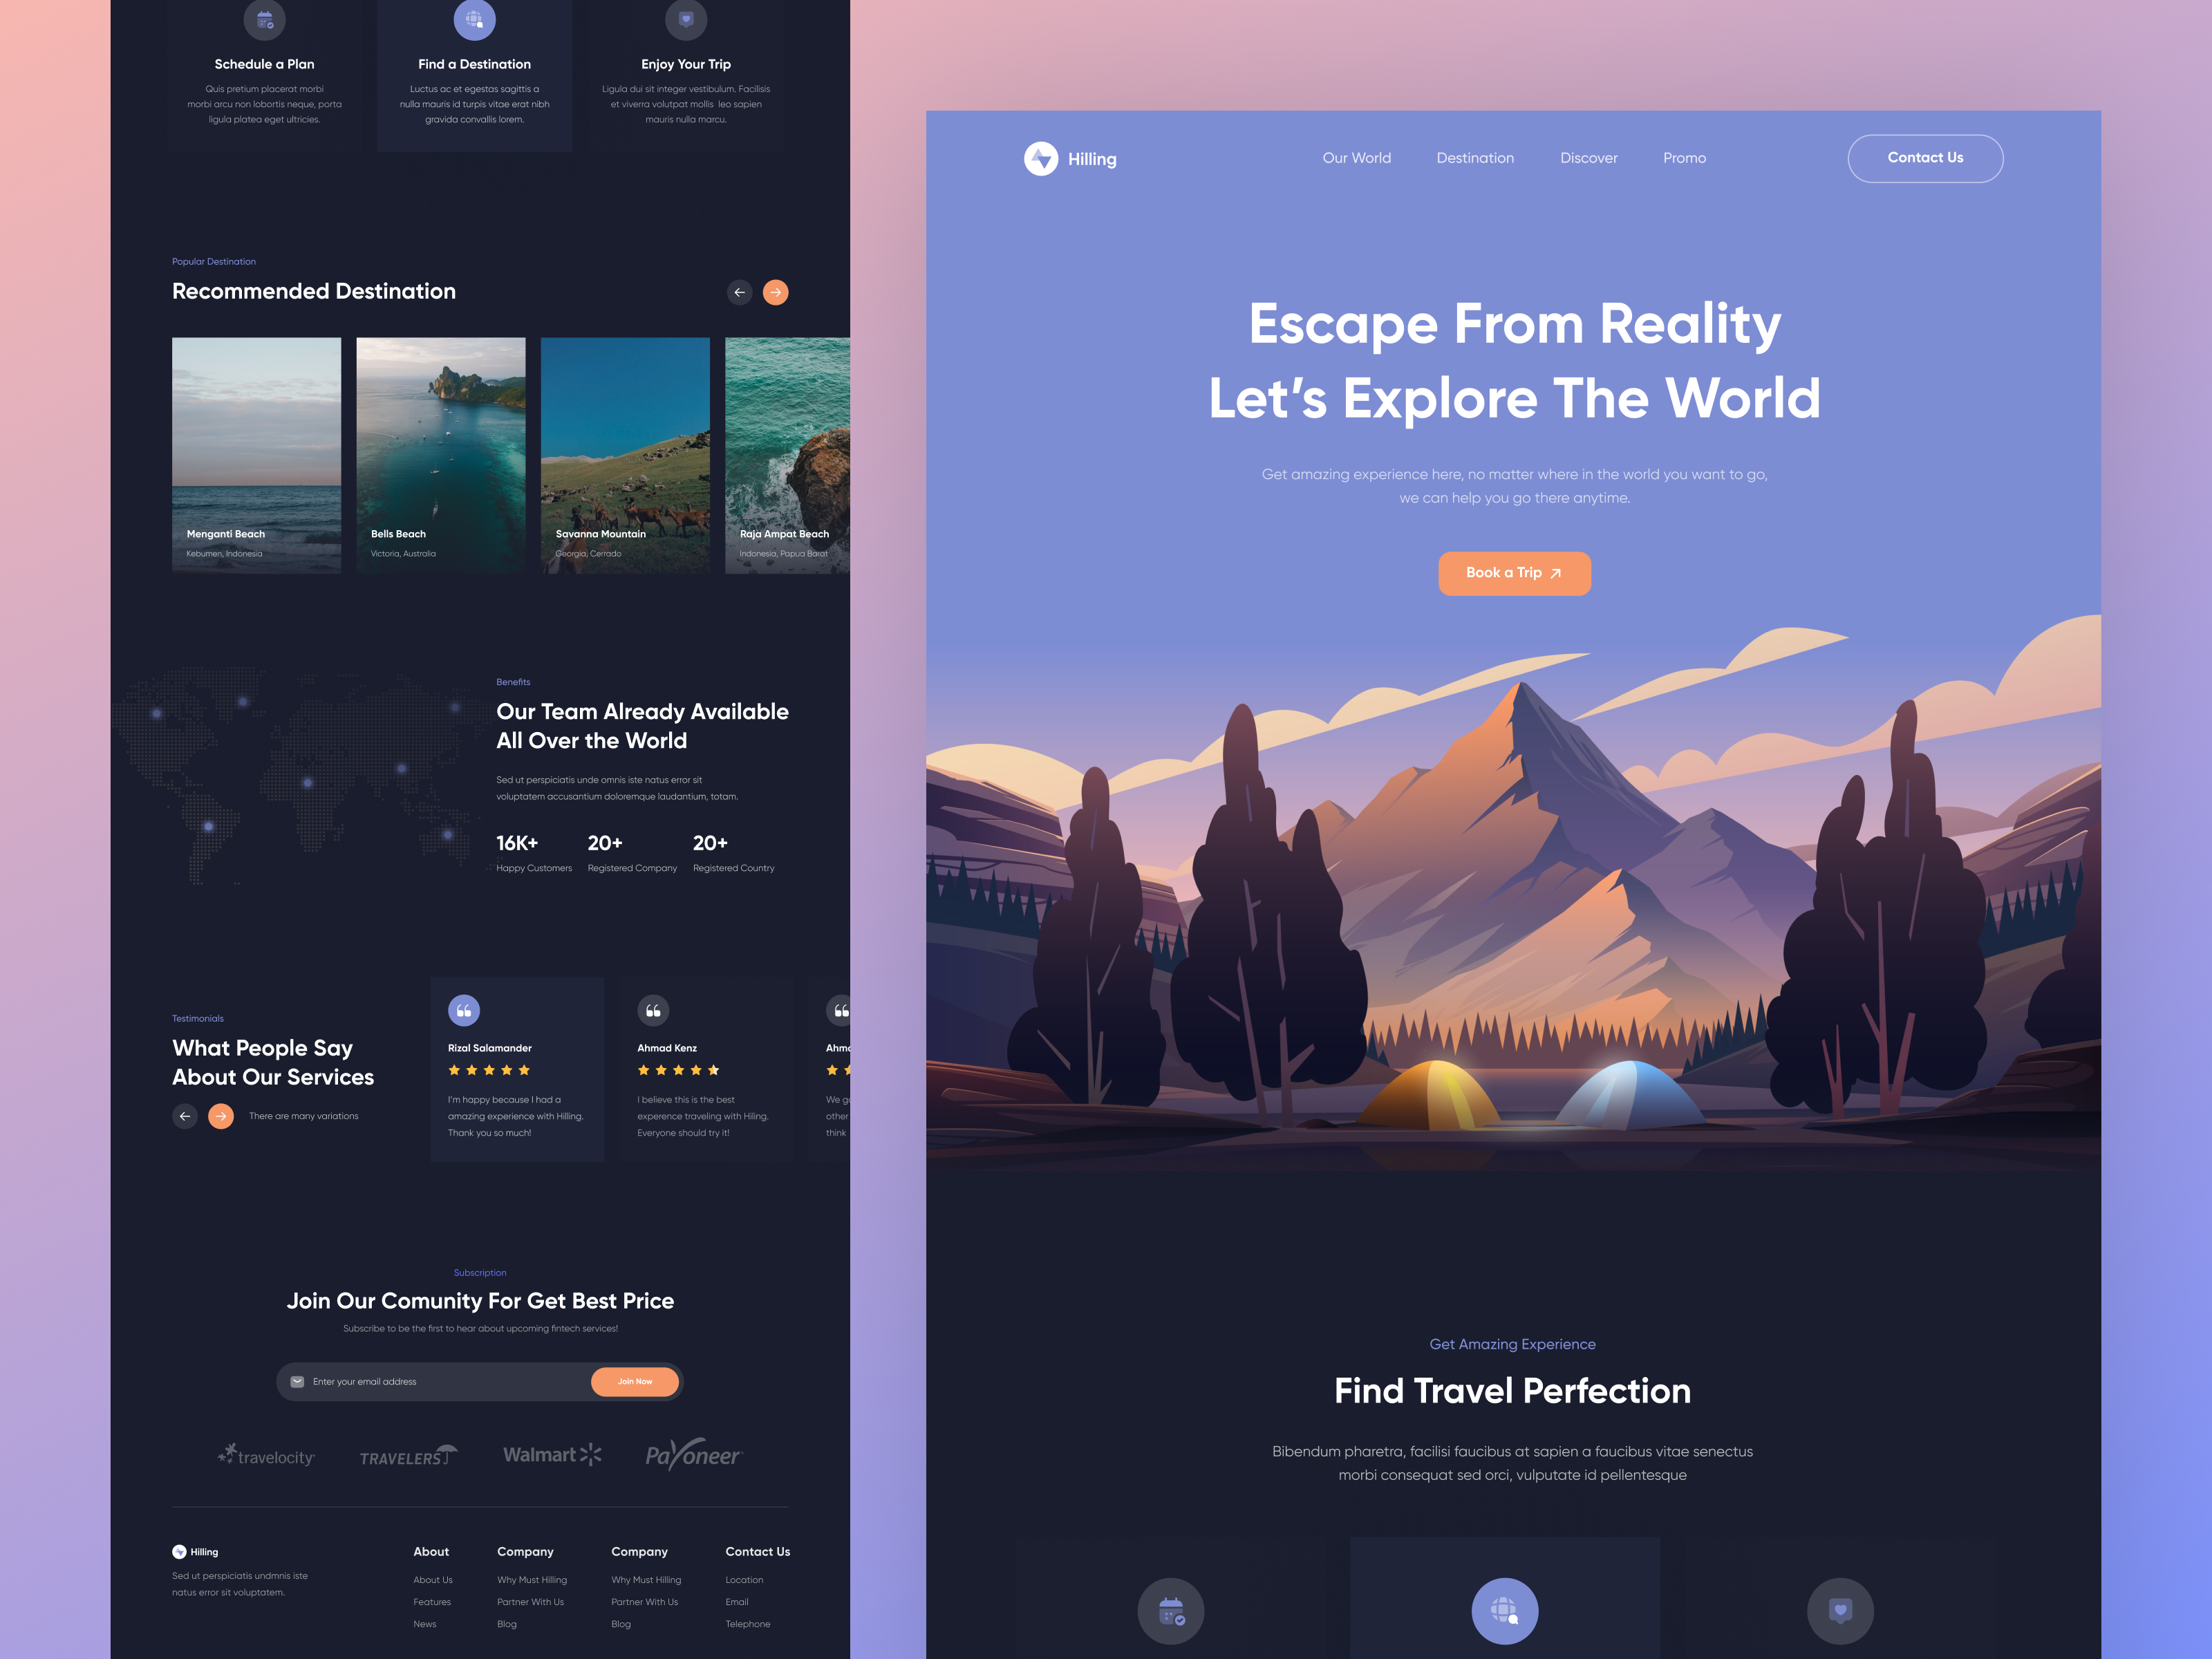 Schedule a Plan
Quis pretium placerat morbi
morbi arcu non lobortis neque, porta
ligula platea eget ultricies.
Find a Destination
Luctus ac et egestas sagittis a
nulla mauris id turpis vitae erat nibh
gravida convallis lorem.
Enjoy Your Trip
Ligula dui sit integer vestibulum. Facilisis
et viverra volutpat mollis leo sapien
mauris nulla marcu.
Popular Destination
Recommended Destination
Menganti Beach
Kebumen, Indonesia
Bells Beach
Victoria, Australia
Savanna Mountain
Georgia, Cerrado
Raja Ampat Beach
Indonesia, Papua Barat
Benefits
Our Team Already Available
All Over the World
Sed ut perspiciatis unde omnis iste natus error sit
voluptatem accusantium doloremque laudantium, totam.
16K+
Happy Customers
20+
Registered Company
20+
Registered Country
Testimonials
What People Say
About Our Services
There are many variations
Rizal Salamander
I'm happy because I had a
amazing experience with Hilling.
Thank you so much!
Ahmad Kenz
I believe this is the best
experence traveling with Hiling.
Everyone should try it!
Ahma
We g
other
think
Subscription
Join Our Comunity For Get Best Price
Subscribe to be the first to hear about upcoming fintech services!
Enter your email address
Join Now
travelocity
TRAVELERS
Walmart
Payoneer
Hilling
Sed ut perspiciatis undmnis iste
natus error sit voluptatem.
About
About Us
Features
News
Company
Why Must Hilling
Partner With Us
Blog
Company
Why Must Hilling
Partner With Us
Blog
Contact Us
Location
Email
Telephone
Hilling
Our World
Destination
Discover
Promo
Contact Us
Escape From Reality
Let's Explore The World
Get amazing experience here, no matter where in the world you want to go,
we can help you go there anytime.
Book a Trip
Get Amazing Experience
Find Travel Perfection
Bibendum pharetra, facilisi faucibus at sapien a faucibus vitae senectus
morbi consequat sed orci, vulputate id pellentesque